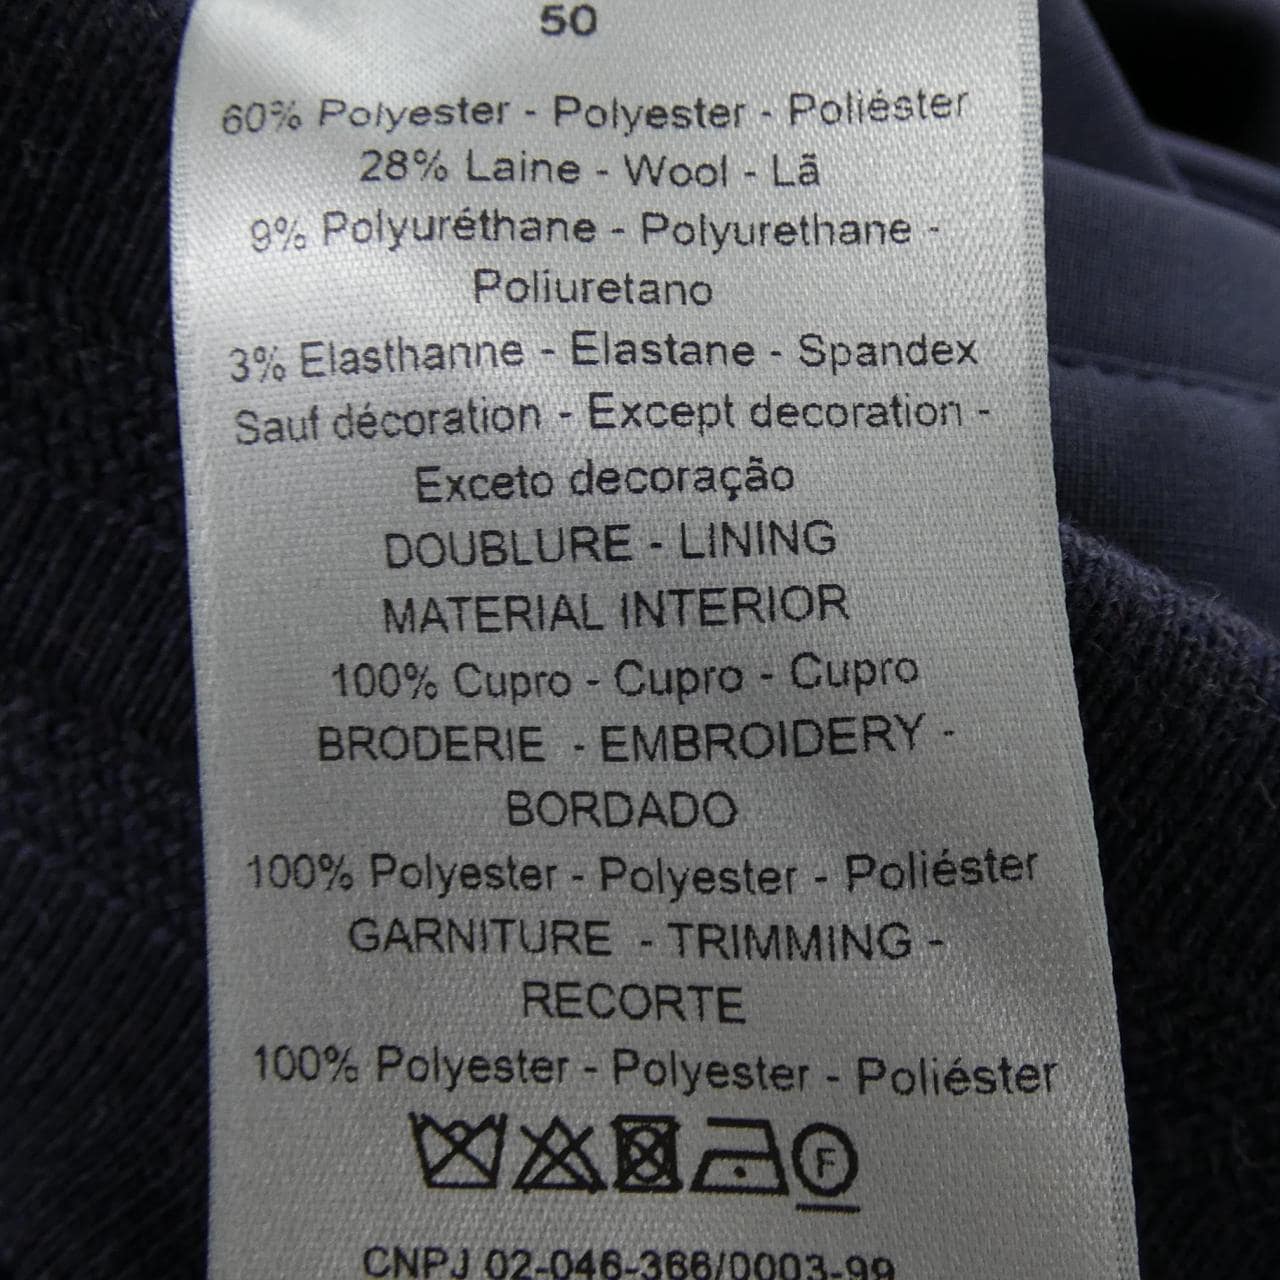 50
60% Polyester - Polyester - Poliéster
28% Laine - Wool - Lã
9% Polyuréthane - Polyurethane -
Poliuretano
3% Elasthanne - Elastane - Spandex
Sauf décoration - Except decoration -
Exceto decoração
DOUBLURE - LINING
MATERIAL INTERIOR
100% Cupro - Cupro - Cupro
BRODERIE - EMBROIDERY -
BORDADO
100% Polyester - Polyester - Poliéster
GARNITURE - TRIMMING -
RECORTE
100% Polyester - Polyester - Poliéster
F
CNPJ 02-046-366/0003-99